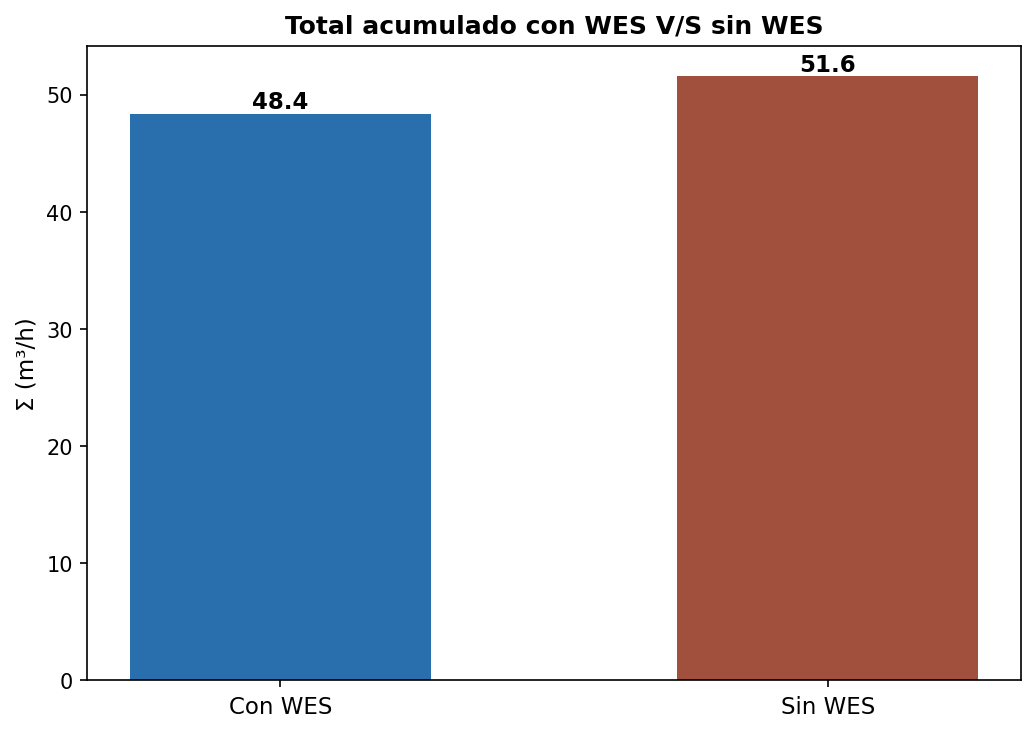 Total acumulado con WES V/S sin WES
Σ (m³/h)
50
40
30
20
10
0
48.4
51.6
Con WES
Sin WES